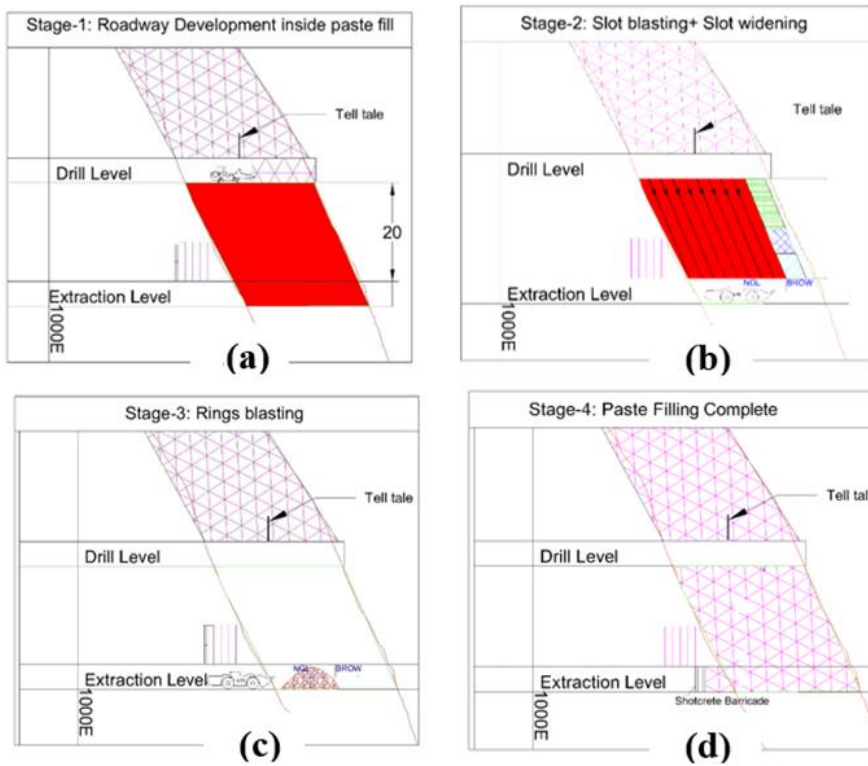 Stage-1: Roadway Development inside paste fill
Tell tale
Drill Level
20
Extraction Level
1000E
(a)
Stage-2: Slot blasting+ Slot widening
Tell tale
Drill Level
NGL BROW
Extraction Level
1000E
(b)
Stage-3: Rings blasting
Tell tale
Drill Level
NGL BROW
Extraction Level
1000E
(c)
Stage-4: Paste Filling Complete
Tell tal
Drill Level
Extraction Level
Shotcrete Barricade
1000E
(d)